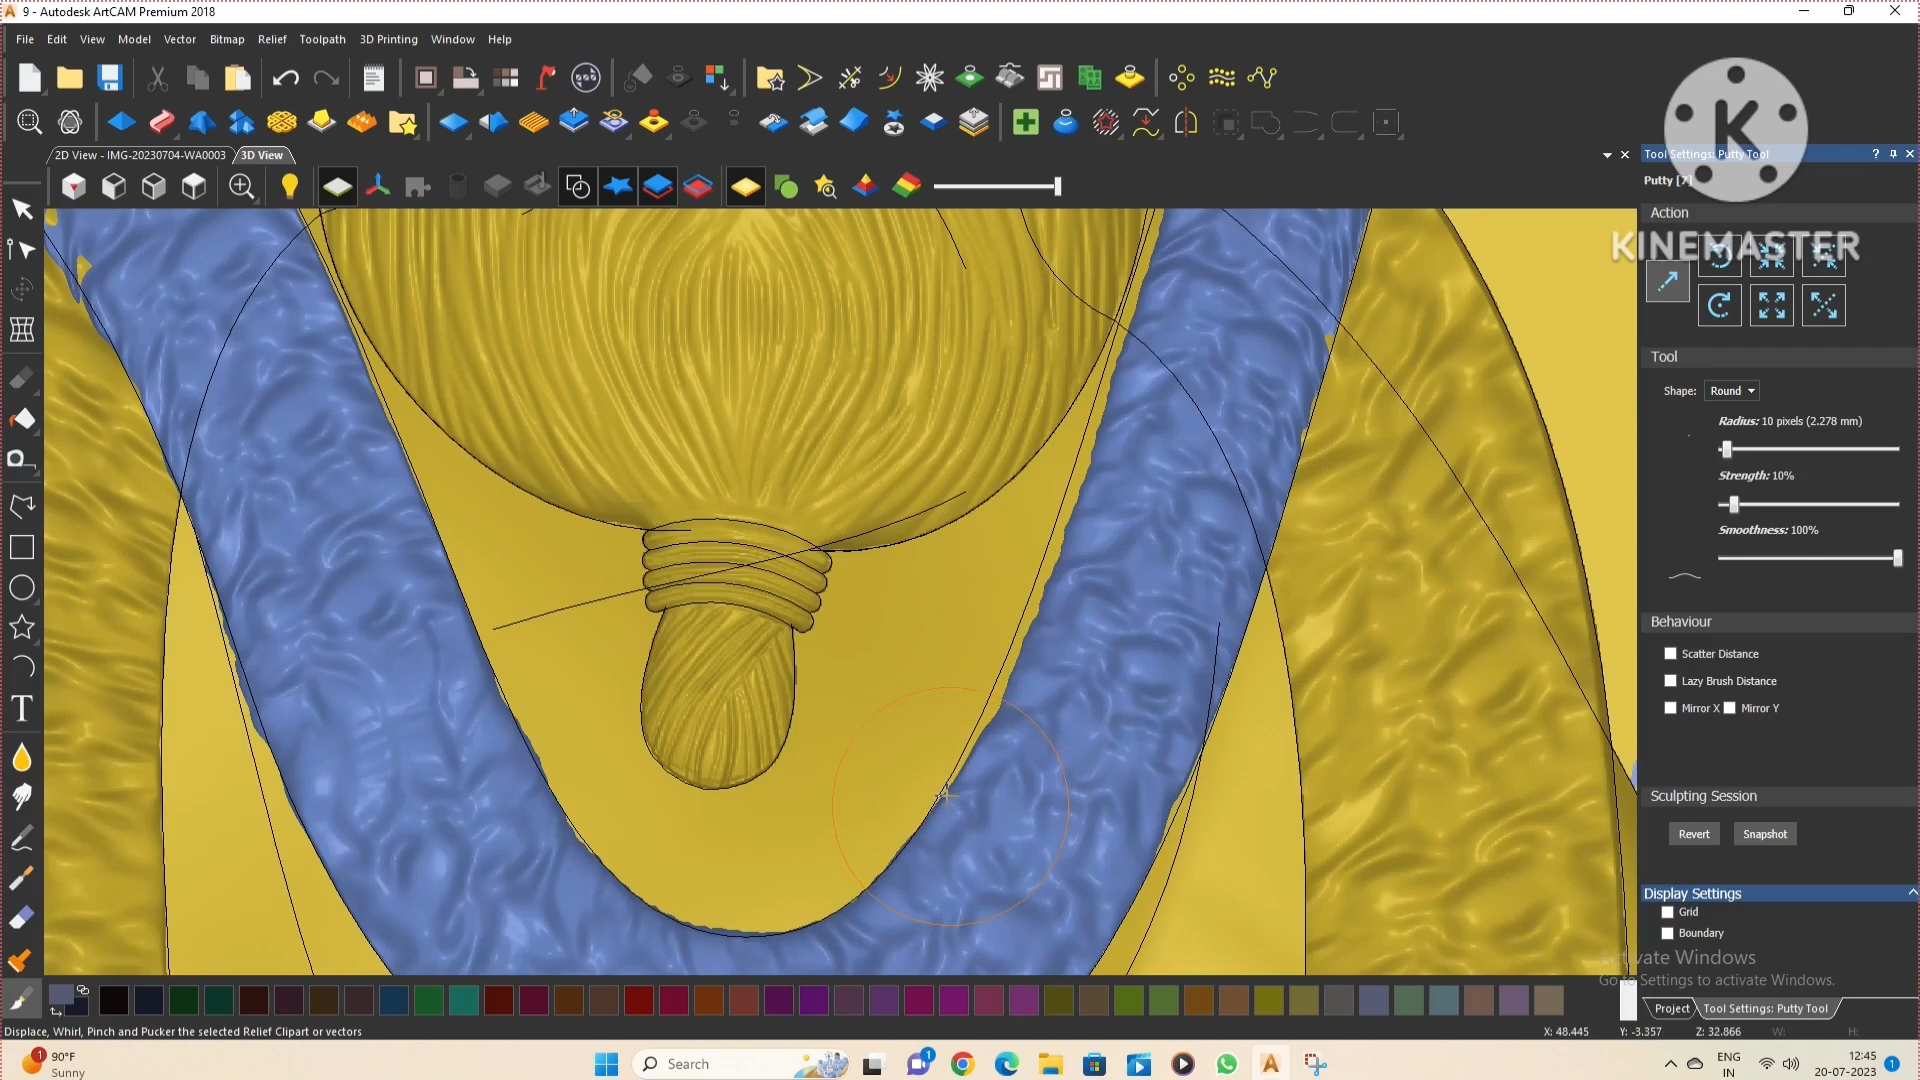 9 - Autodesk ArtCAM Premium 2018
File Edit View Model Vector Bitmap Relief Toolpath 3D Printing Window Help
2D View - IMG-20230704-WA0003 3D View
Tool Settings: Putty Tool
Putty [7]
K
KINEMASTER
Action
Tool
Shape: Round
Radius: 10 pixels (2.278 mm)
Strength: 10%
Smoothness: 100%
Behaviour
Scatter Distance
Lazy Brush Distance
Mirror X Mirror Y
Sculpting Session
Revert Snapshot
Display Settings
Grid
Boundary
Activate Windows
Go to Settings to activate Windows.
Project Tool Settings: Putty Tool
Displace, Whirl, Pinch and Pucker the selected Relief Clipart or vectors
X: 48.445 Y: -3.357 Z: 32.866 W: H:
1 90°F
Sunny
Search
1
ENG
IN
12:45
20-07-2023
1